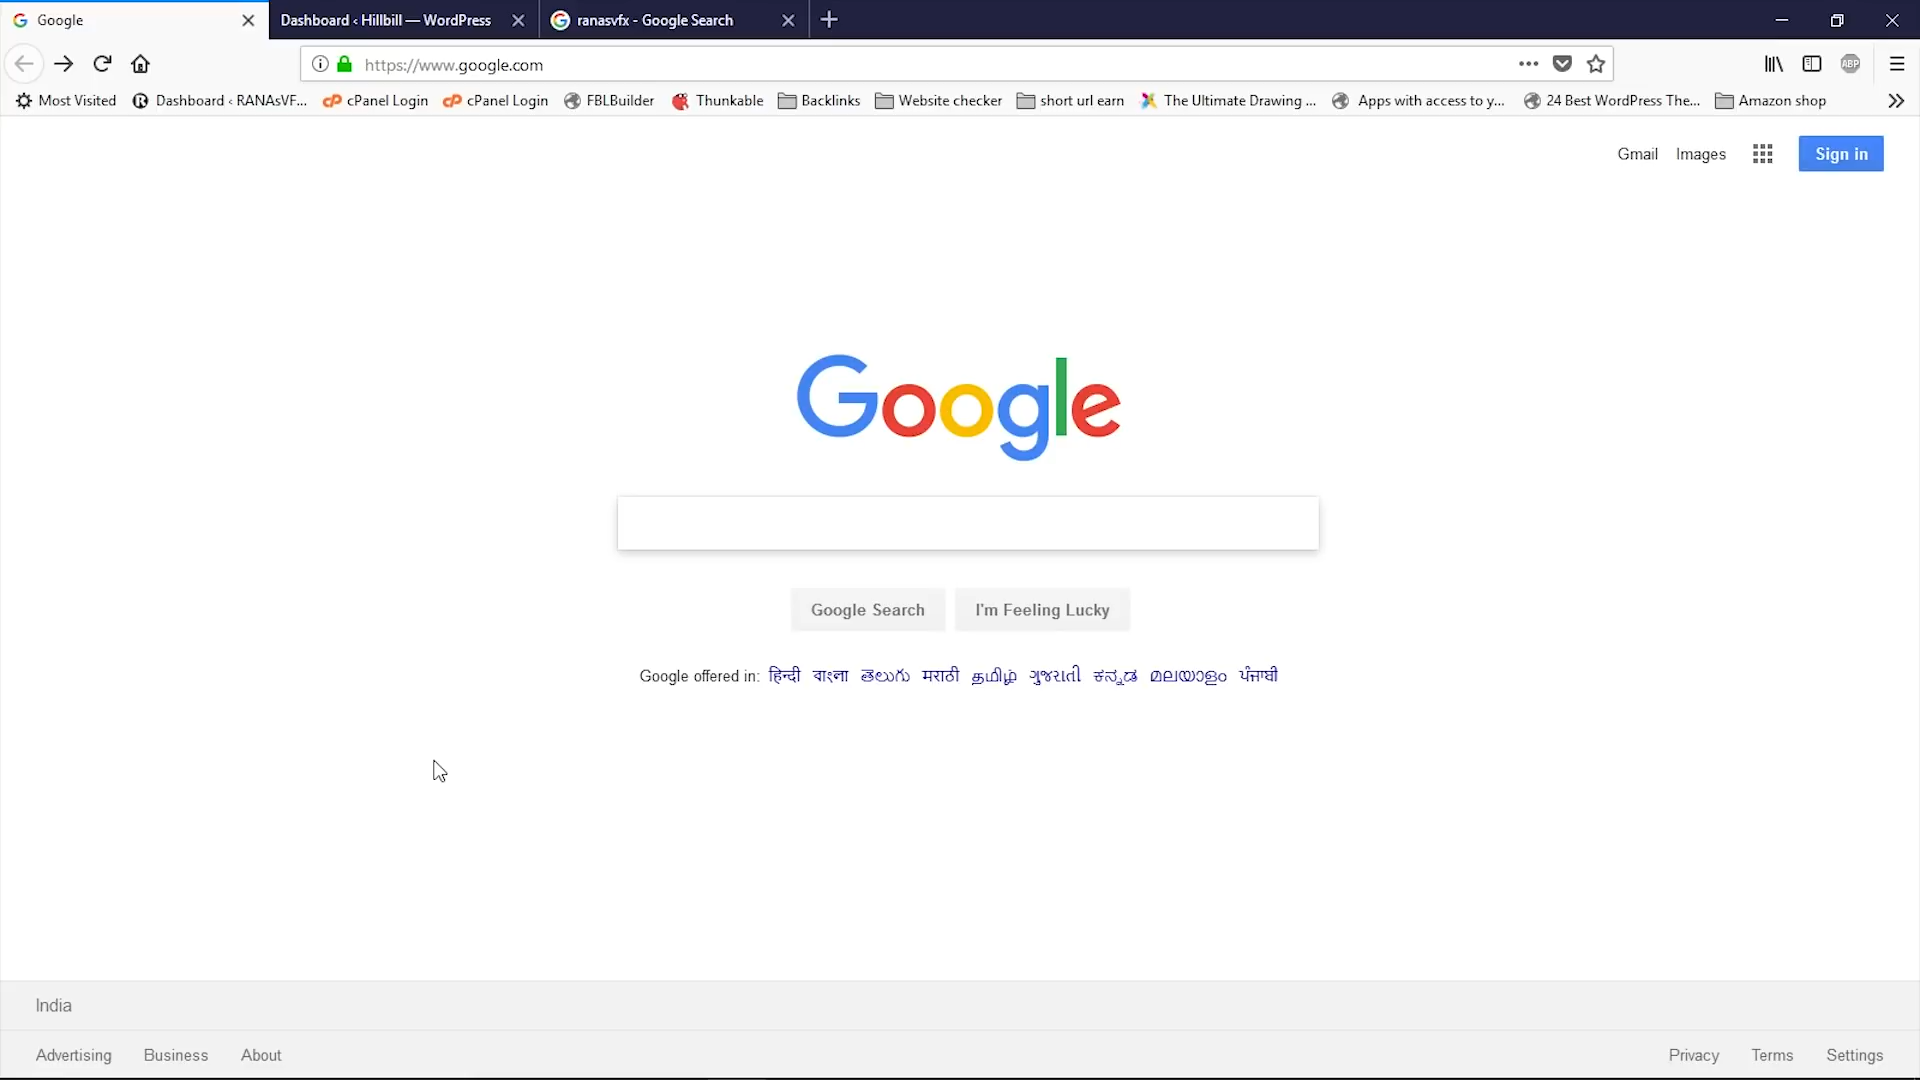 Google
Dashboard ‹ Hillbill — WordPress
ranasvfx - Google Search
https://www.google.com
Most Visited
Dashboard ‹ RANAsVF...
cPanel Login
cPanel Login
FBLBuilder
Thunkable
Backlinks
Website checker
short url earn
The Ultimate Drawing ...
Apps with access to y...
24 Best WordPress The...
Amazon shop
ABP
Gmail
Images
Sign in
Google
Google Search
I'm Feeling Lucky
Google offered in: हिन्दी বাংলা తెలుగు मराठी தமிழ் ગુજરાતી ಕನ್ನಡ മലയാളം ਪੰਜਾਬੀ
India
Advertising
Business
About
Privacy
Terms
Settings